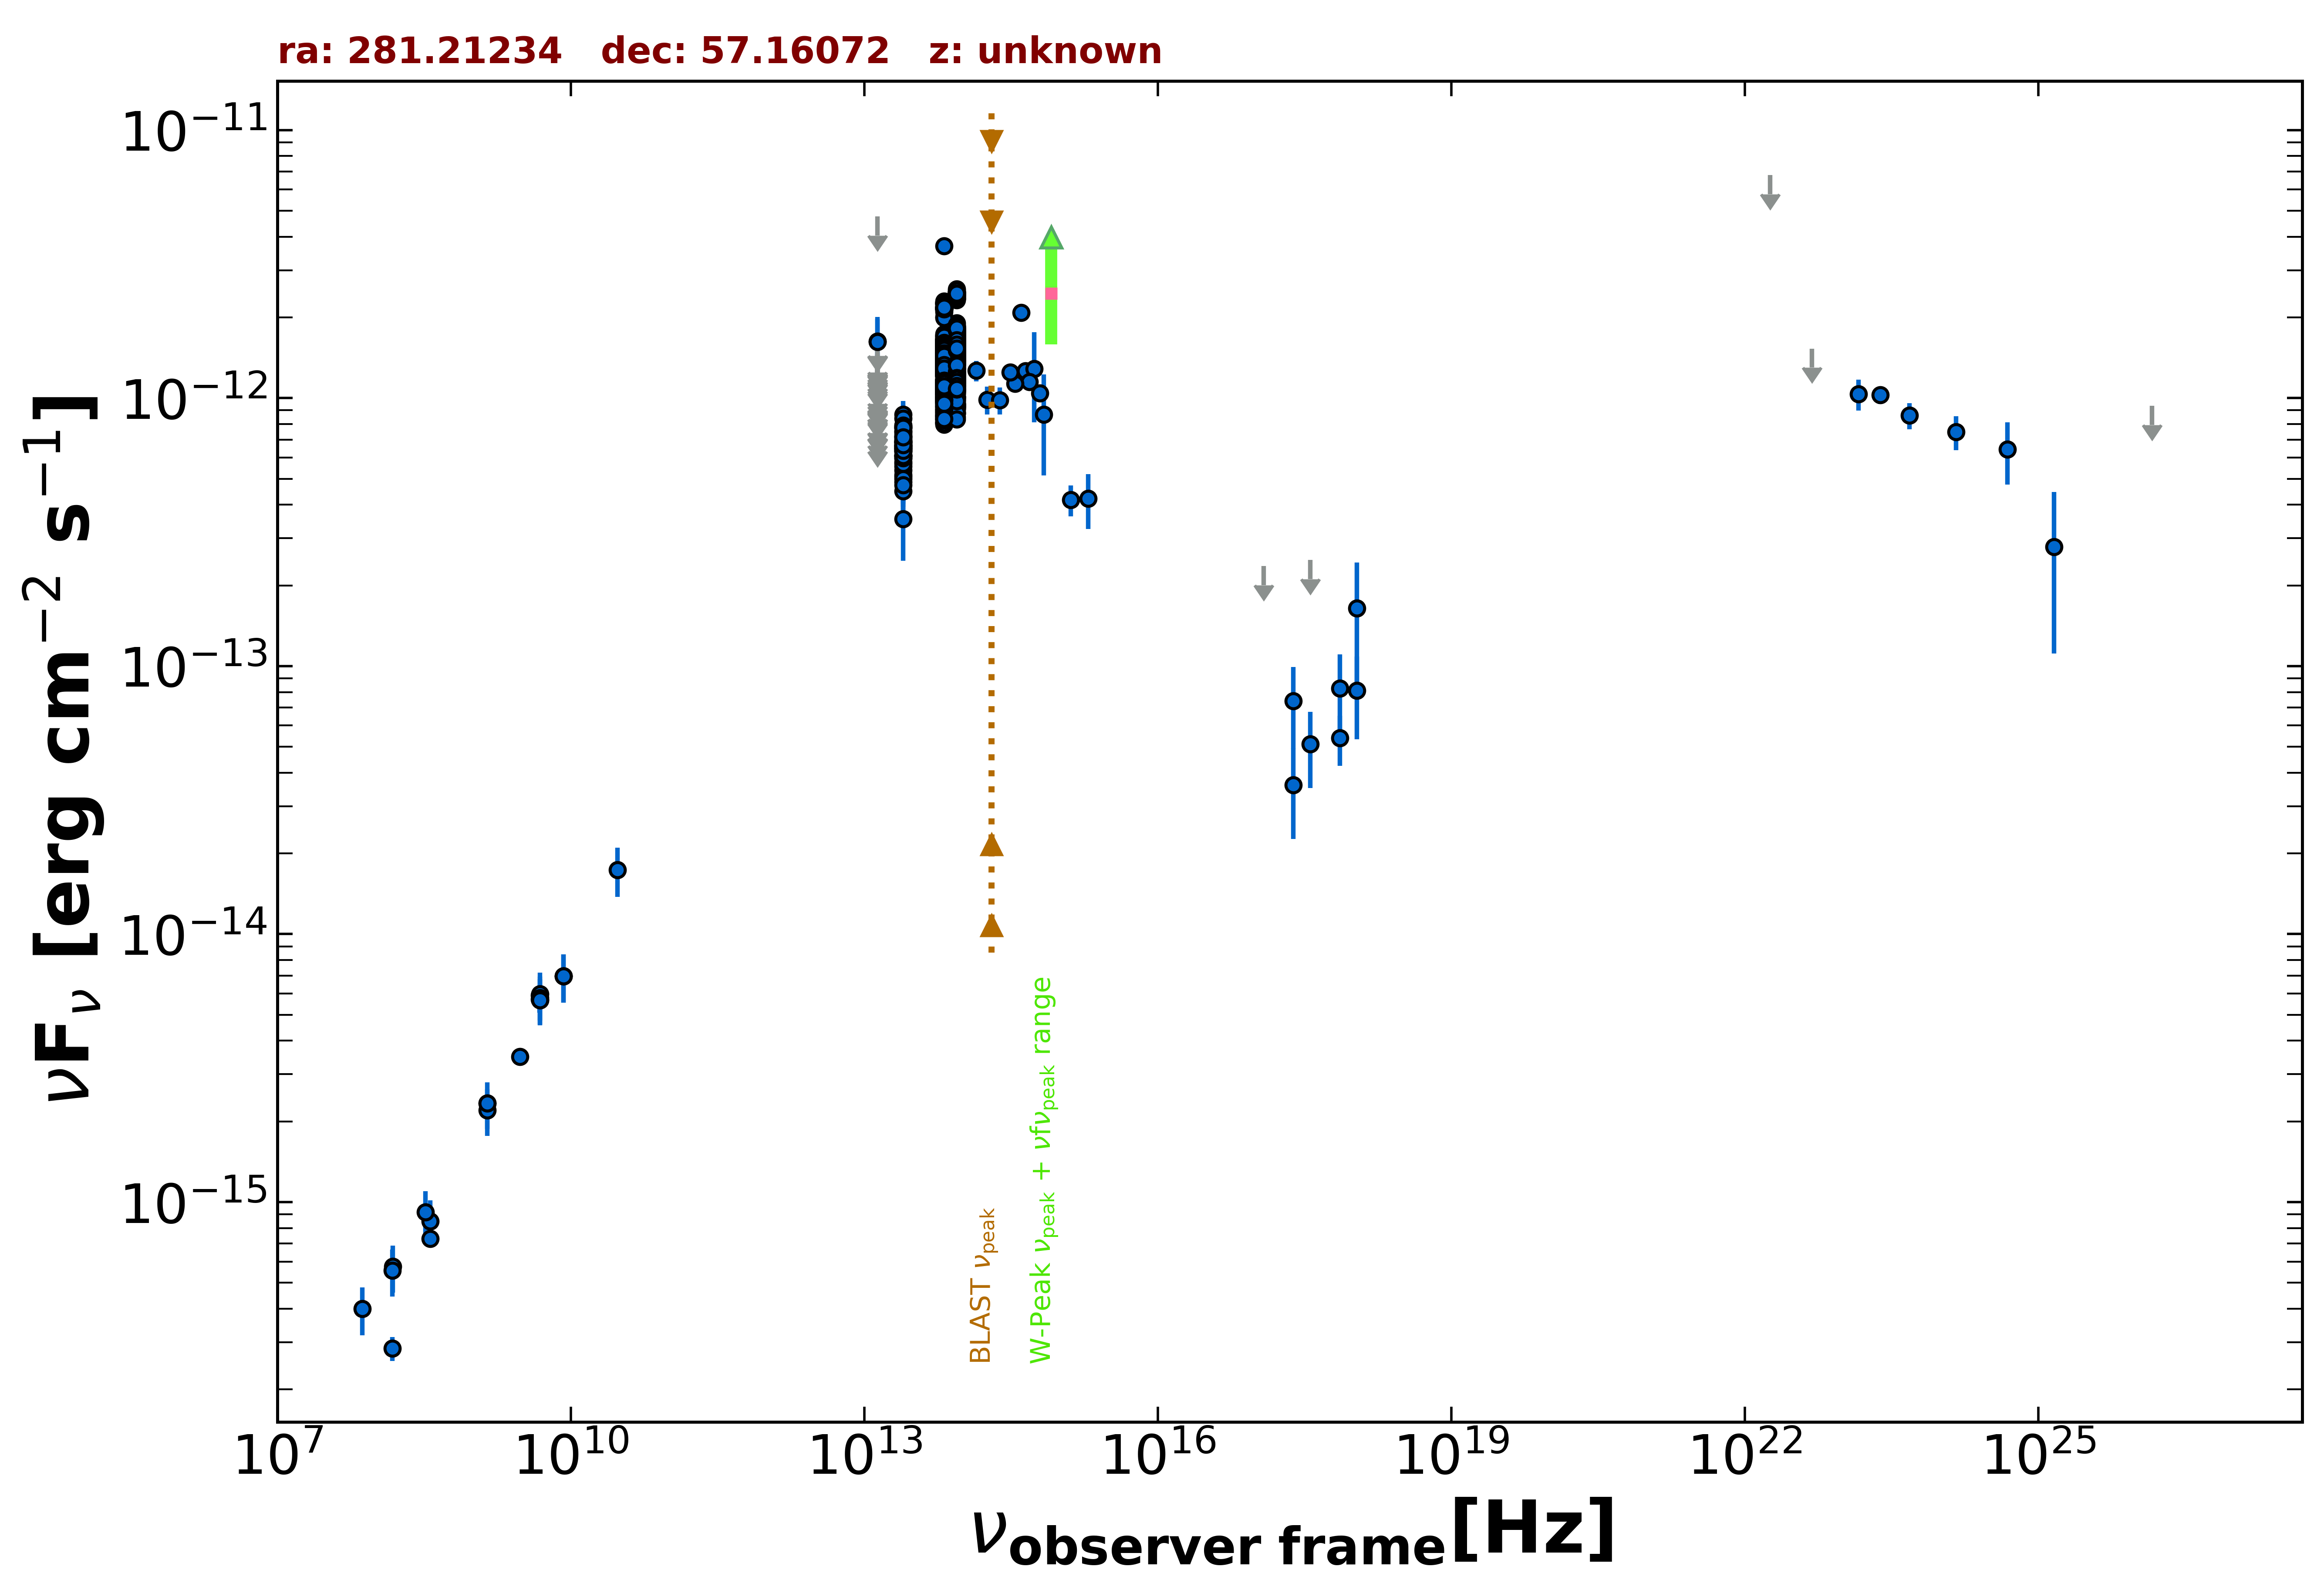 ra: 281.21234   dec: 57.16072   z: unknown
νF_ν [erg cm^−2 s^−1]
10^−11
10^−12
10^−13
10^−14
10^−15
BLAST ν_peak
W-Peak ν_peak + νfν_peak range
10^7 10^10 10^13 10^16 10^19 10^22 10^25
ν_observer frame [Hz]